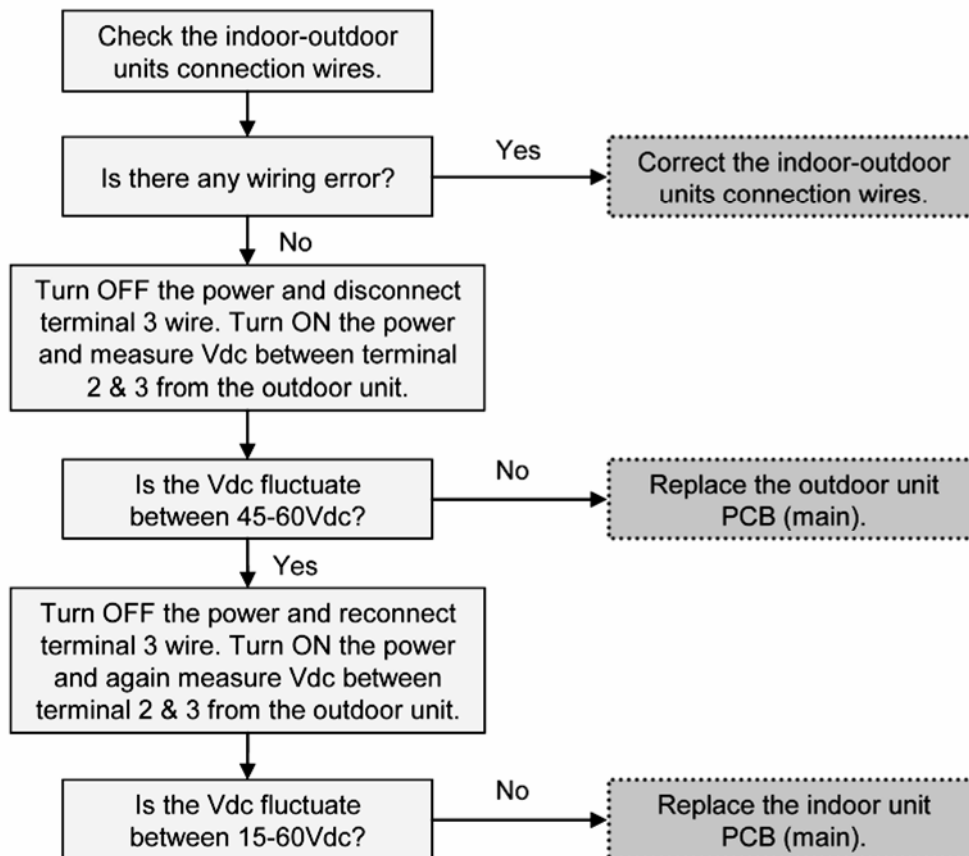 Check the indoor-outdoor
units connection wires.
Is there any wiring error?
Yes
Correct the indoor-outdoor
units connection wires.
No
Turn OFF the power and disconnect
terminal 3 wire. Turn ON the power
and measure Vdc between terminal
2 & 3 from the outdoor unit.
Is the Vdc fluctuate
between 45-60Vdc?
No
Replace the outdoor unit
PCB (main).
Yes
Turn OFF the power and reconnect
terminal 3 wire. Turn ON the power
and again measure Vdc between
terminal 2 & 3 from the outdoor unit.
Is the Vdc fluctuate
between 15-60Vdc?
No
Replace the indoor unit
PCB (main).